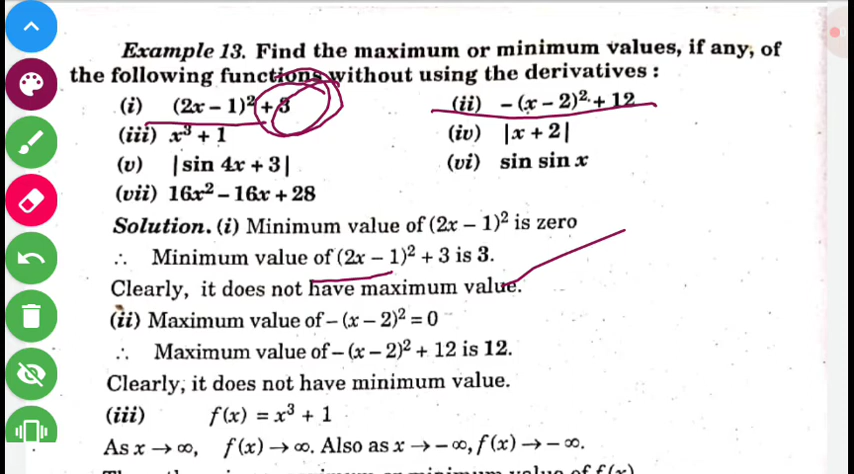 Example 13. Find the maximum or minimum values, if any, of
the following functions without using the derivatives :
(i) (2x – 1)² + 3 (ii) – (x – 2)² + 12
(iii) x³ + 1 (iv) |x + 2|
(v) |sin 4x + 3| (vi) sin sin x
(vii) 16x² – 16x + 28
Solution. (i) Minimum value of (2x – 1)² is zero
∴ Minimum value of (2x – 1)² + 3 is 3.
Clearly, it does not have maximum value.
(ii) Maximum value of – (x – 2)² = 0
∴ Maximum value of – (x – 2)² + 12 is 12.
Clearly, it does not have minimum value.
(iii) f(x) = x³ + 1
As x → ∞, f(x) → ∞. Also as x → – ∞, f(x) → – ∞.
value of f(x)